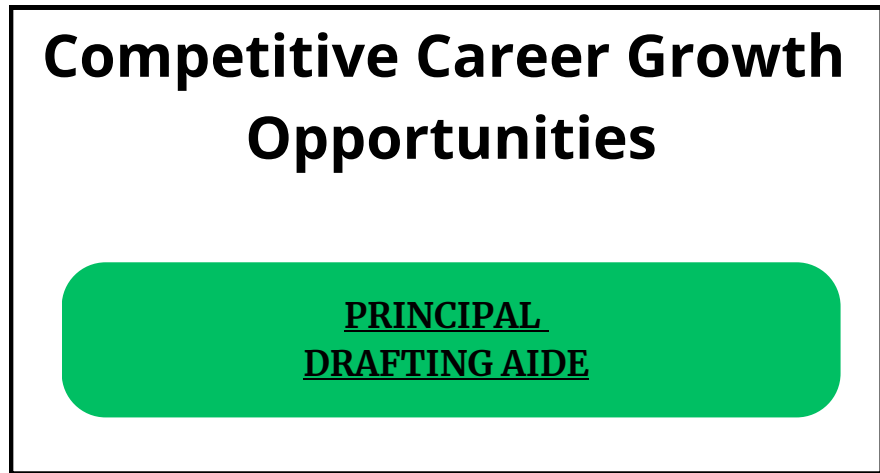 Competitive Career Growth
Opportunities
PRINCIPAL
DRAFTING AIDE